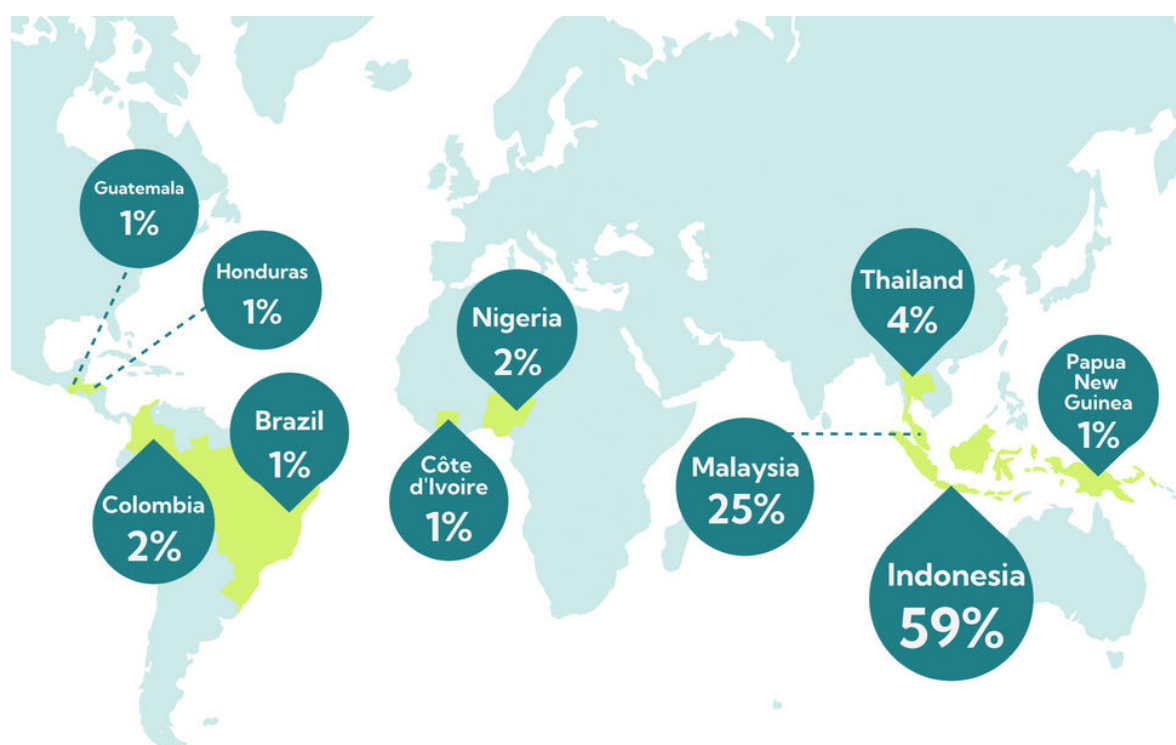 Guatemala
1%
Honduras
1%
Brazil
1%
Colombia
2%
Nigeria
2%
Côte
d'Ivoire
1%
Thailand
4%
Malaysia
25%
Papua
New
Guinea
1%
Indonesia
59%